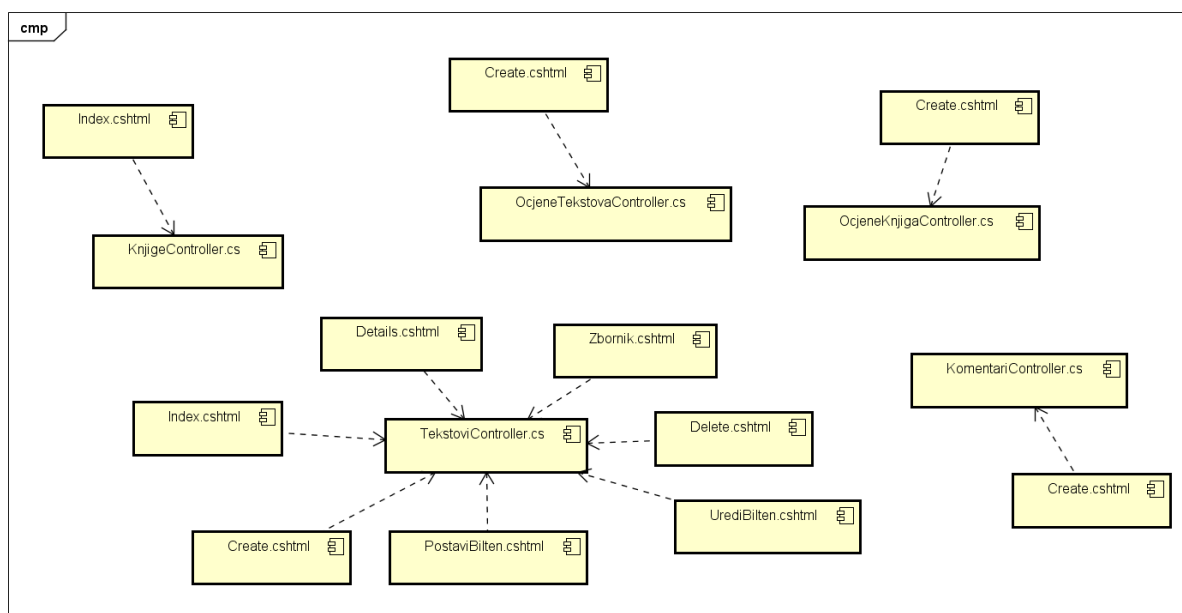 cmp
Create.cshtml
Index.cshtml
Create.cshtml
OcjeneTekstovaController.cs
OcjeneKnjigaController.cs
KnjigeController.cs
Details.cshtml
Zbornik.cshtml
KomentariController.cs
Index.cshtml
TekstoviController.cs
Delete.cshtml
Create.cshtml
UrediBilten.cshtml
Create.cshtml
PostaviBilten.cshtml